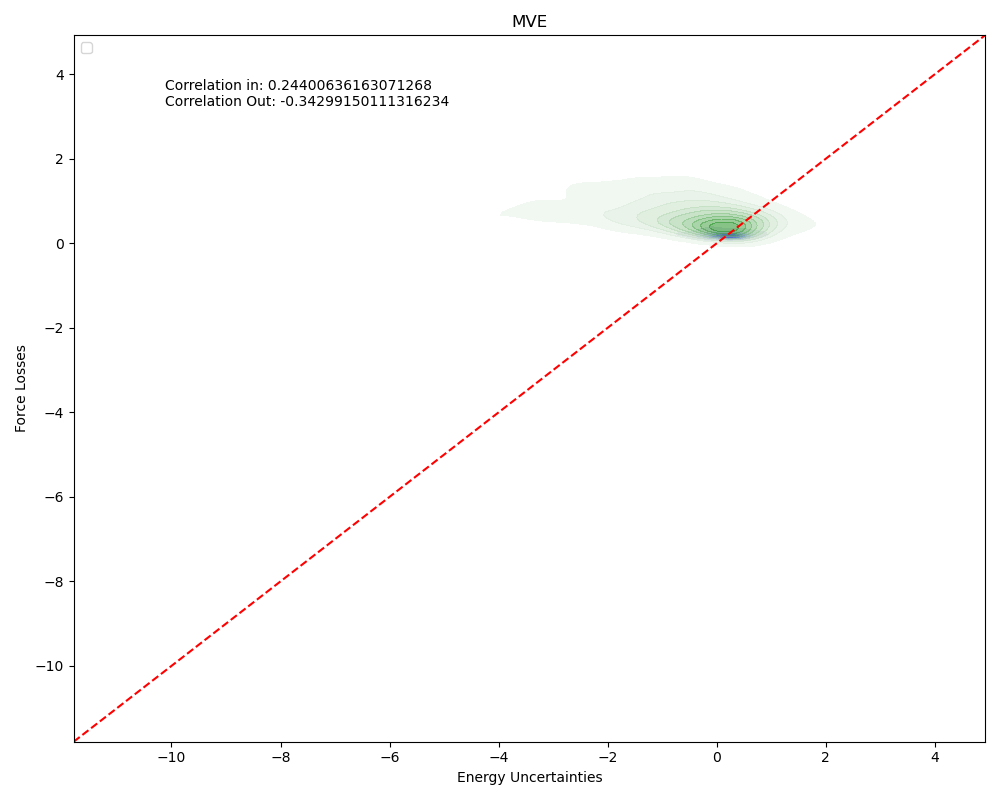 MVE
Correlation in: 0.24400636163071268
Correlation Out: -0.34299150111316234
4
2
0
−2
−4
−6
−8
−10
Force Losses
−10 −8 −6 −4 −2 0 2 4
Energy Uncertainties